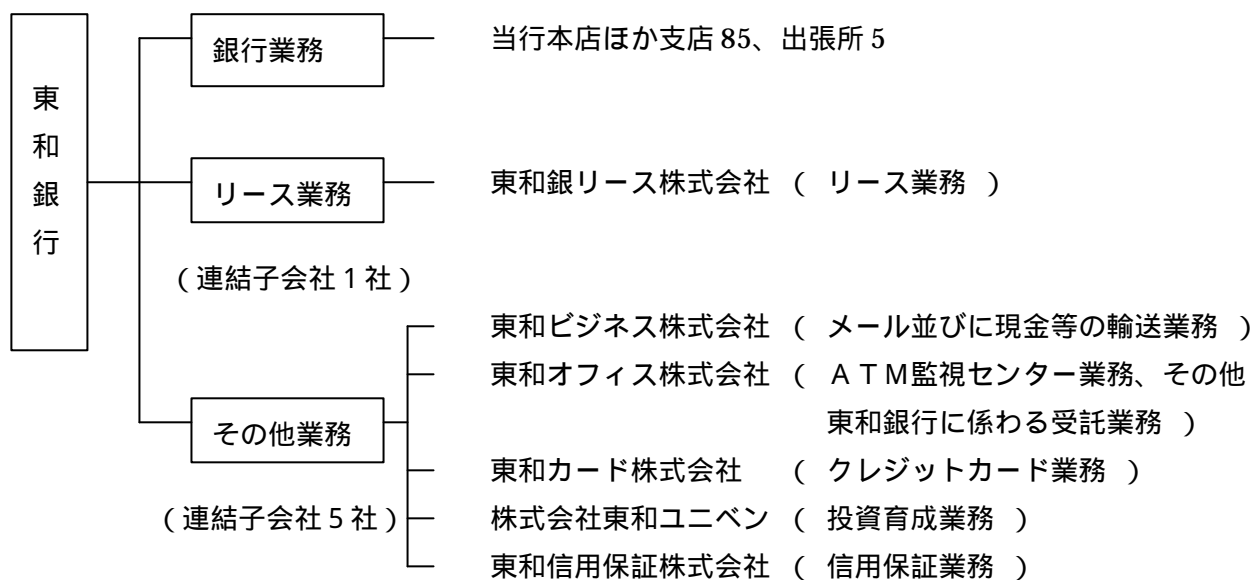 東和銀行
銀行業務 当行本店ほか支店 85、出張所 5
リース業務 東和銀リース株式会社 ( リース業務 )
( 連結子会社 1 社 )
東和ビジネス株式会社 ( メール並びに現金等の輸送業務 )
東和オフィス株式会社 ( ATM監視センター業務、その他
東和銀行に係わる受託業務 )
その他業務
東和カード株式会社 ( クレジットカード業務 )
( 連結子会社 5 社 ) 株式会社東和ユニベン ( 投資育成業務 )
東和信用保証株式会社 ( 信用保証業務 )